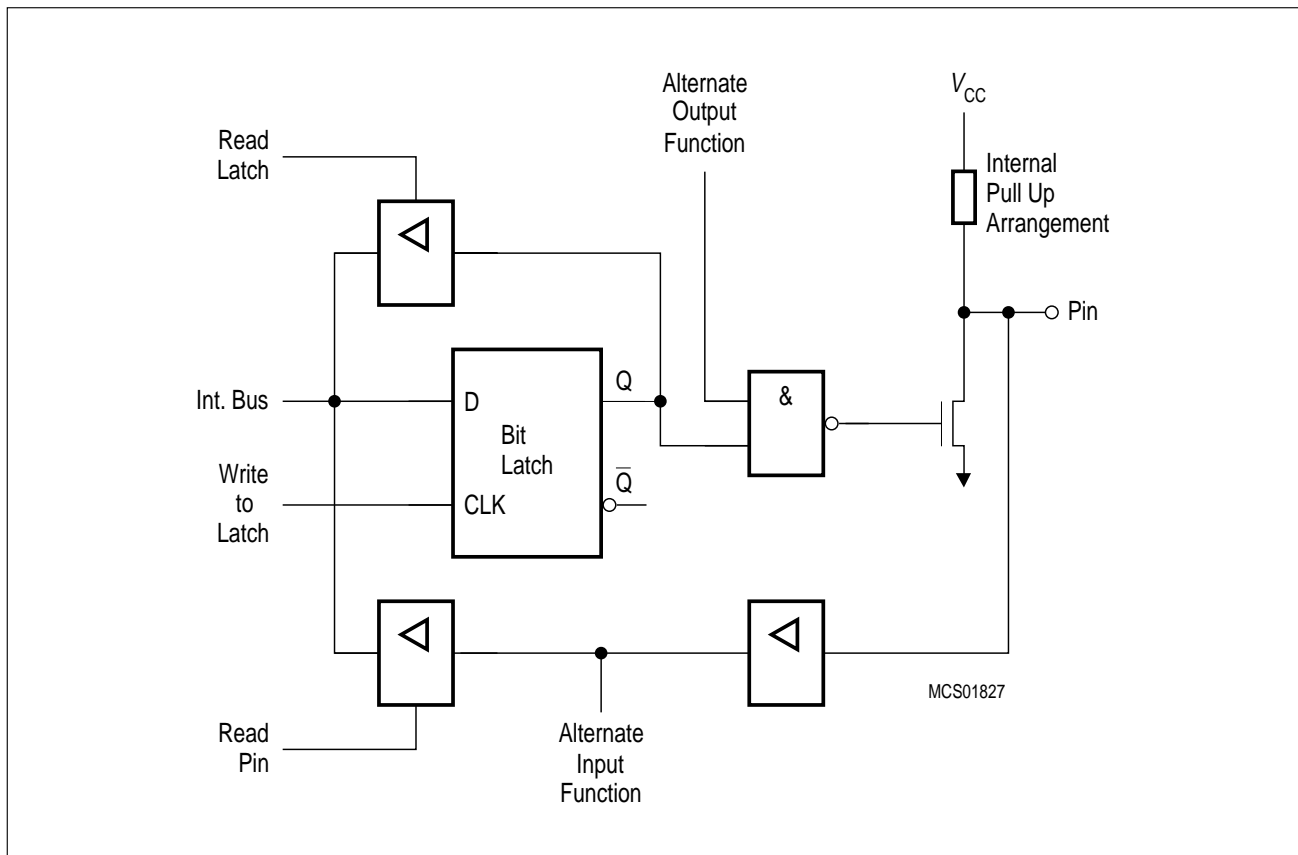 Alternate
Output
Function
V CC
Read
Latch
Internal
Pull Up
Arrangement
Pin
Int. Bus
D
Q
&
Bit
Latch
Write
to
Latch
CLK
Q̅
MCS01827
Read
Pin
Alternate
Input
Function